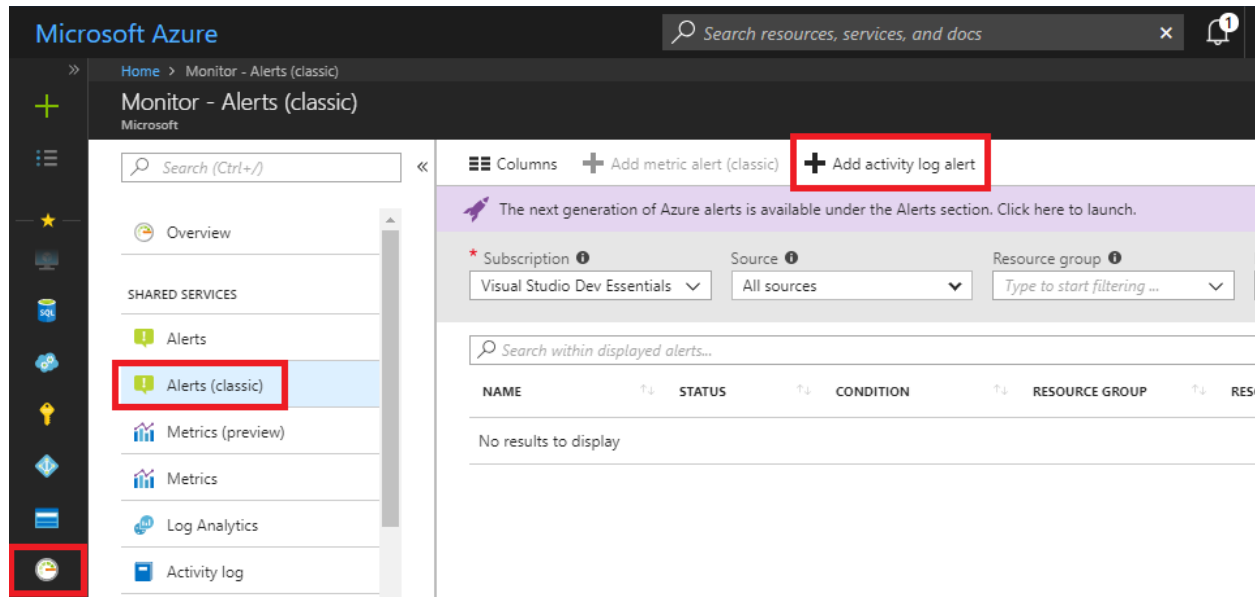 Microsoft Azure
Search resources, services, and docs
1
Home > Monitor - Alerts (classic)
Monitor - Alerts (classic)
Microsoft
Search (Ctrl+/)
Overview
SHARED SERVICES
Alerts
Alerts (classic)
Metrics (preview)
Metrics
Log Analytics
Activity log
Columns
Add metric alert (classic)
Add activity log alert
The next generation of Azure alerts is available under the Alerts section. Click here to launch.
* Subscription
Source
Resource group
Visual Studio Dev Essentials
All sources
Type to start filtering ...
Search within displayed alerts...
NAME STATUS CONDITION RESOURCE GROUP RES
No results to display
SQL